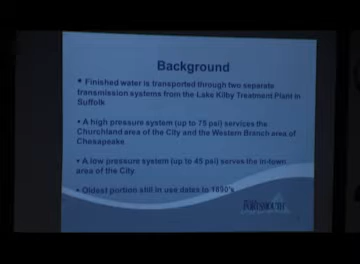 Background
• Finished water is transported through two separate
transmission systems from the Lake Kilby Treatment Plant in
Suffolk
• A high pressure system (up to 75 psi) services the
Churchland area of the City and the Western Branch area of
Chesapeake
• A low pressure system (up to 45 psi) serves the in-town
area of the City
• Oldest portion still in use dates to 1890's
PORTSMOUTH